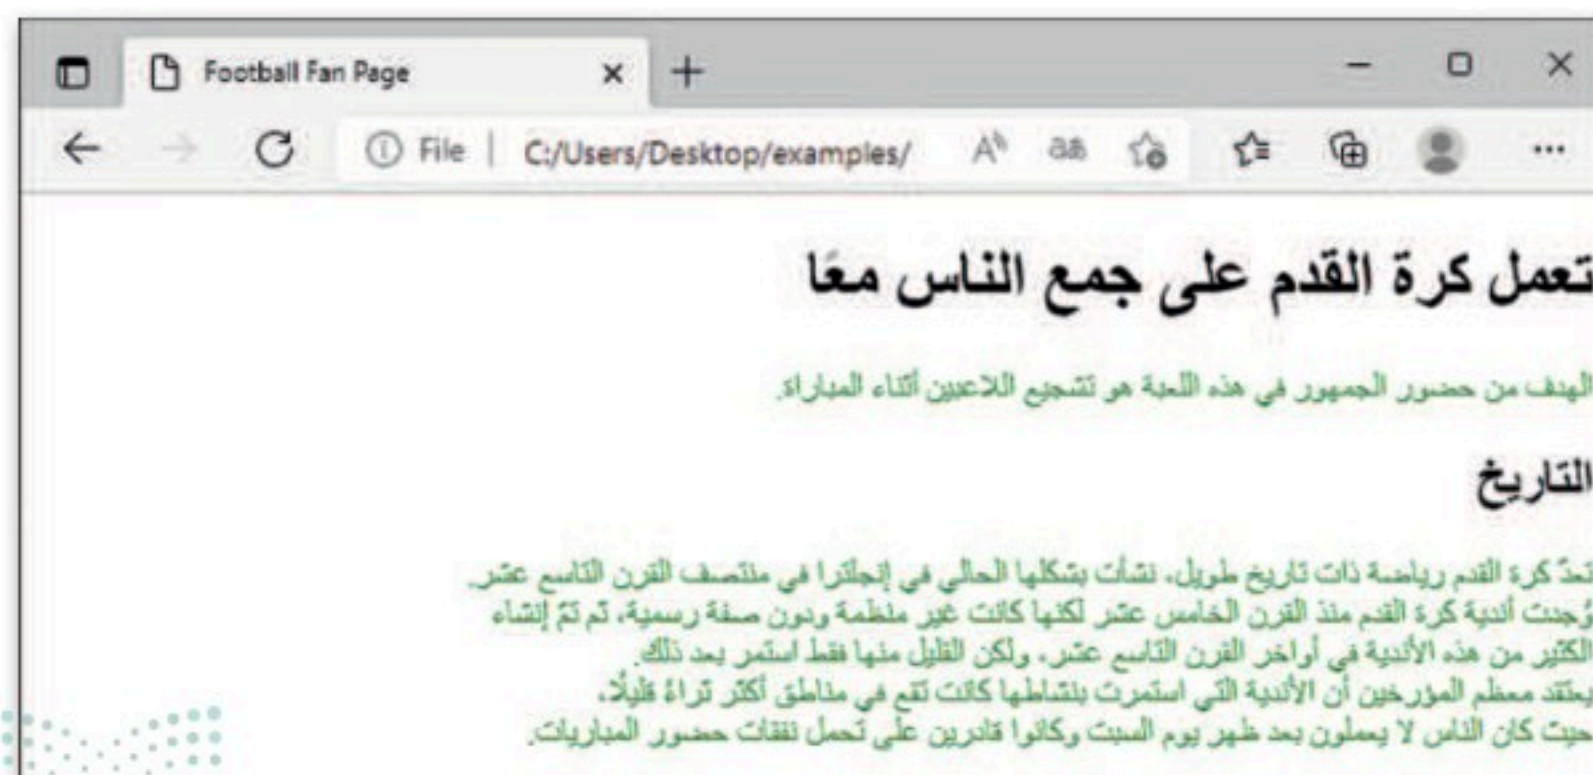 Football Fan Page
File | C:/Users/Desktop/examples/
تعمل كرة القدم على جمع الناس معًا
الهدف من حضور الجمهور في هذه اللعبة هو تشجيع اللاعبين أثناء المباراة.
التاريخ
تعدّ كرة القدم رياضة ذات تاريخ طويل، نشأت بشكلها الحالي في إنجلترا في منتصف القرن التاسع عشر.
وُجدت أندية كرة القدم منذ القرن الخامس عشر لكنها كانت غير منظمة ودون صفة رسمية، ثم تمّ إنشاء
الكثير من هذه الأندية في أواخر القرن التاسع عشر، ولكن القليل منها فقط استمر بعد ذلك.
يعتقد معظم المؤرخين أن الأندية التي استمرت بنشاطها كانت تقع في مناطق أكثر ثراءً قليلًا،
حيث كان الناس لا يعملون بعد ظهر يوم السبت وكانوا قادرين على تحمل نفقات حضور المباريات.